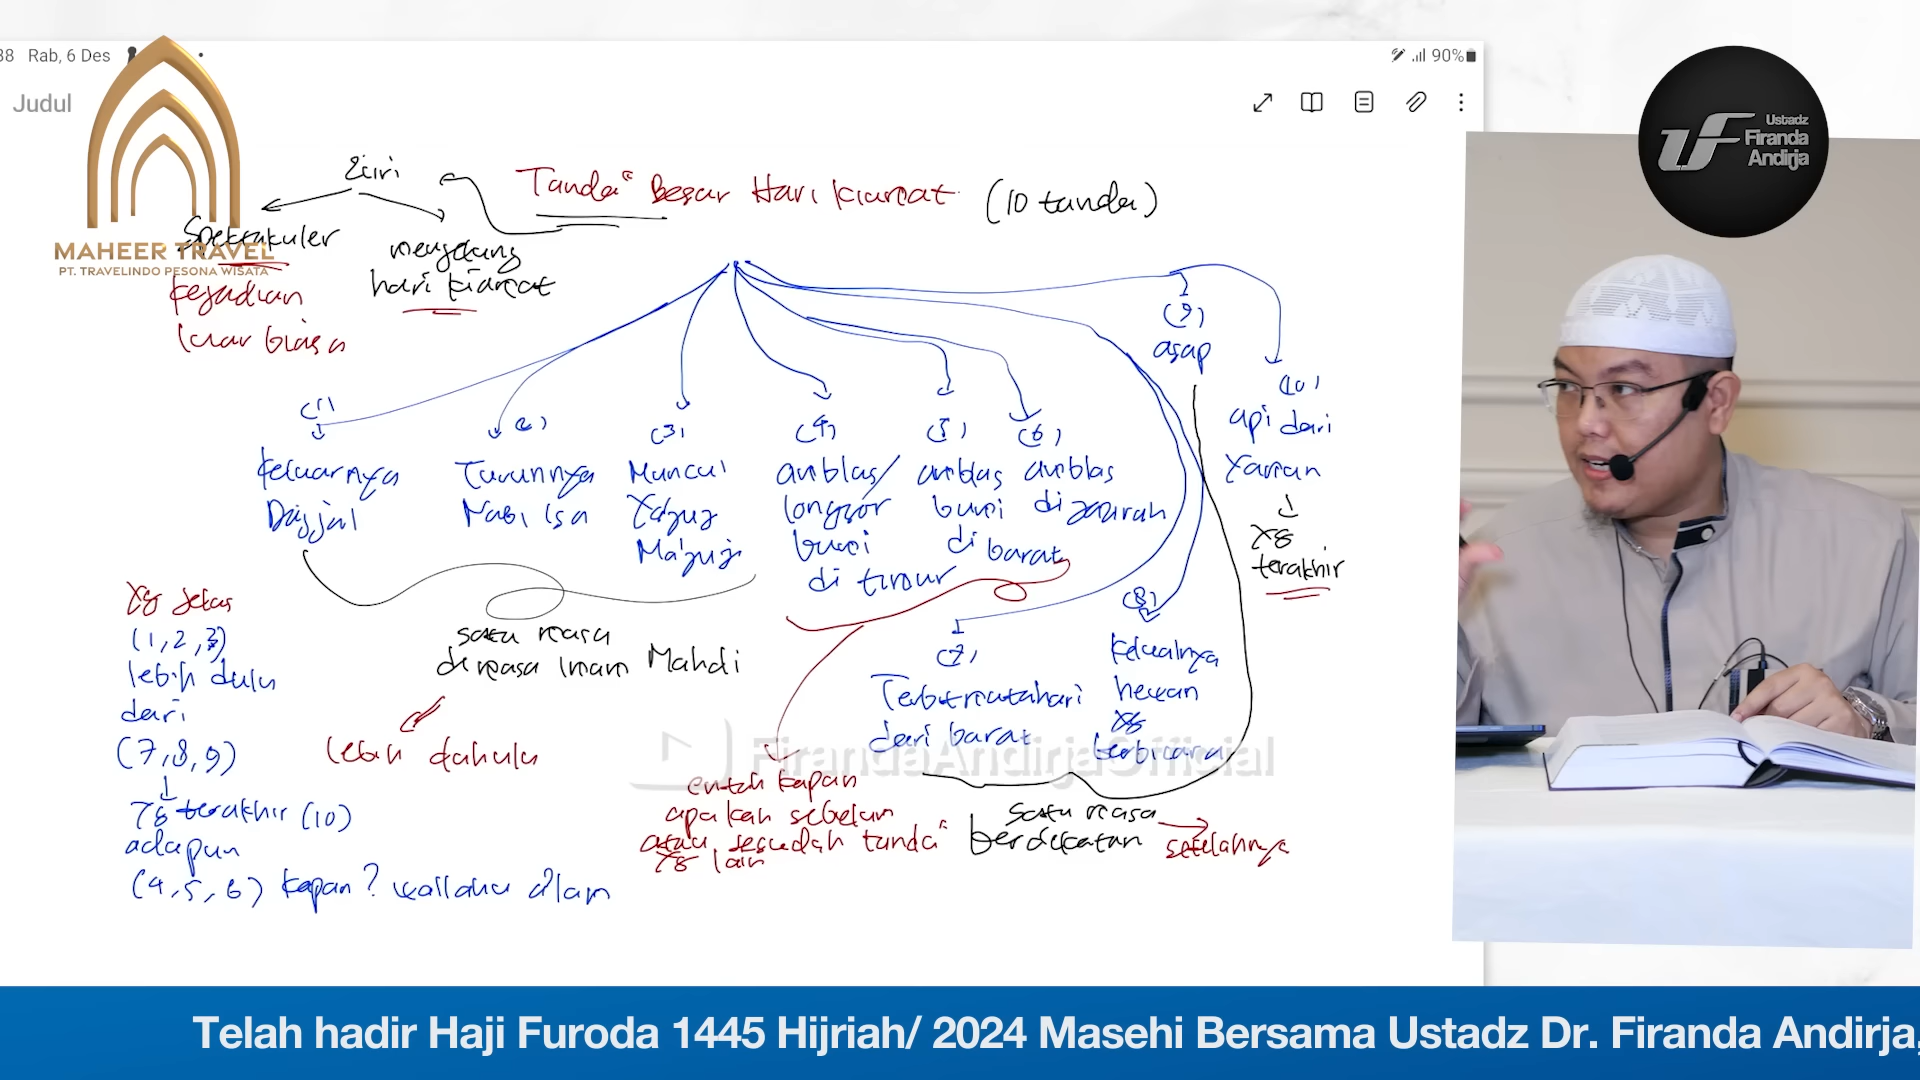 38 Rab, 6 Des
90%
Judul
MAHEER TRAVEL
PT. TRAVELINDO PESONA WISATA
Ustadz
Firanda
Andirja
2 ciri
Tanda" Besar Hari Kiamat (10 tanda)
Spektakuler
kejadian
luar biasa
menjelang
hari kiamat
(1)
keluarnya
Dajjal
(2)
Turunnya
Nabi Isa
(3)
Muncul
Ya'juj
Ma'juj
(4)
amblas/
longsor
bumi
di timur
(5)
amblas
bumi
di barat
(6)
amblas
di jazirah
(7)
Terbit matahari
dari barat
(8)
keluarnya
hewan
yg
berbicara
(9)
asap
(10)
api dari
Yaman
yg
terakhir
satu masa
di masa Imam Mahdi
lebih dahulu
entah kapan
apakah sebelum
atau sesudah tanda"
yg lain
satu masa
berdekatan
setelahnya
yg jelas
(1,2,3)
lebih dulu
dari
(7,8,9)
yg terakhir (10)
adapun
(4,5,6) kapan? wallahu a'lam
FirandaAndirjaOfficial
Telah hadir Haji Furoda 1445 Hijriah/ 2024 Masehi Bersama Ustadz Dr. Firanda Andirja,